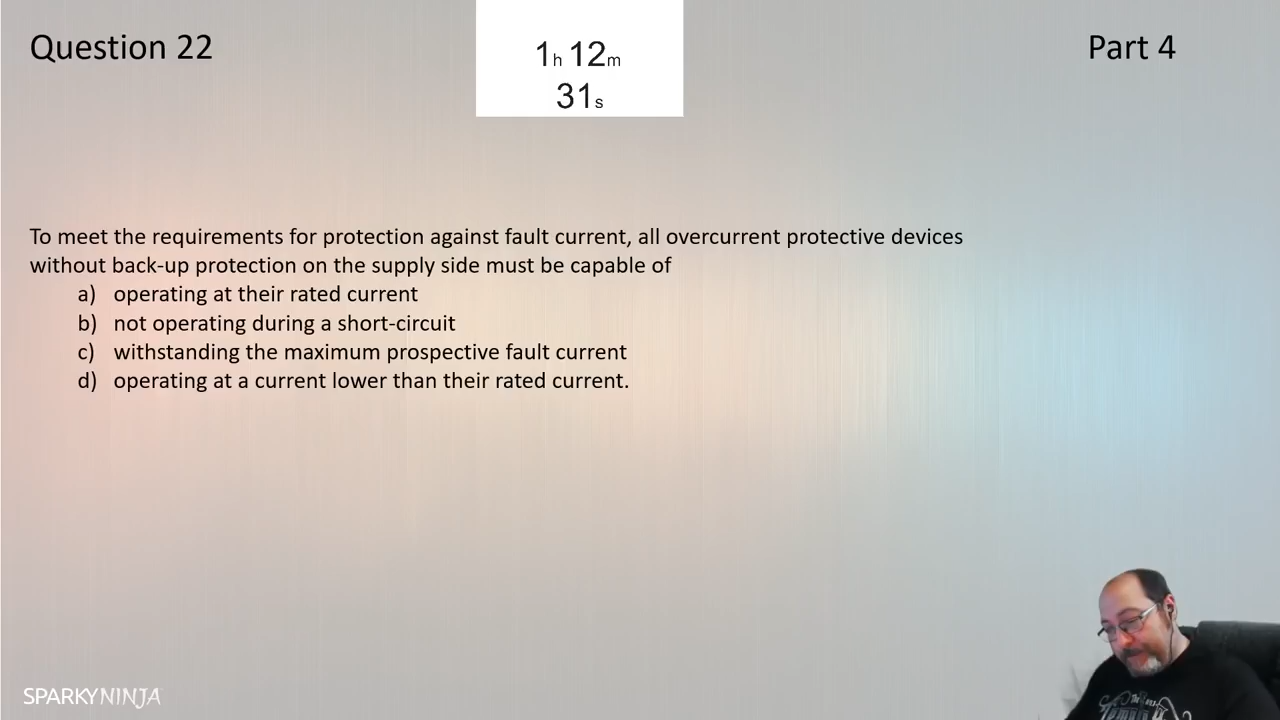 Question 22
1h 12m
31s
Part 4
To meet the requirements for protection against fault current, all overcurrent protective devices
without back-up protection on the supply side must be capable of
a) operating at their rated current
b) not operating during a short-circuit
c) withstanding the maximum prospective fault current
d) operating at a current lower than their rated current.
SPARKYNINJA